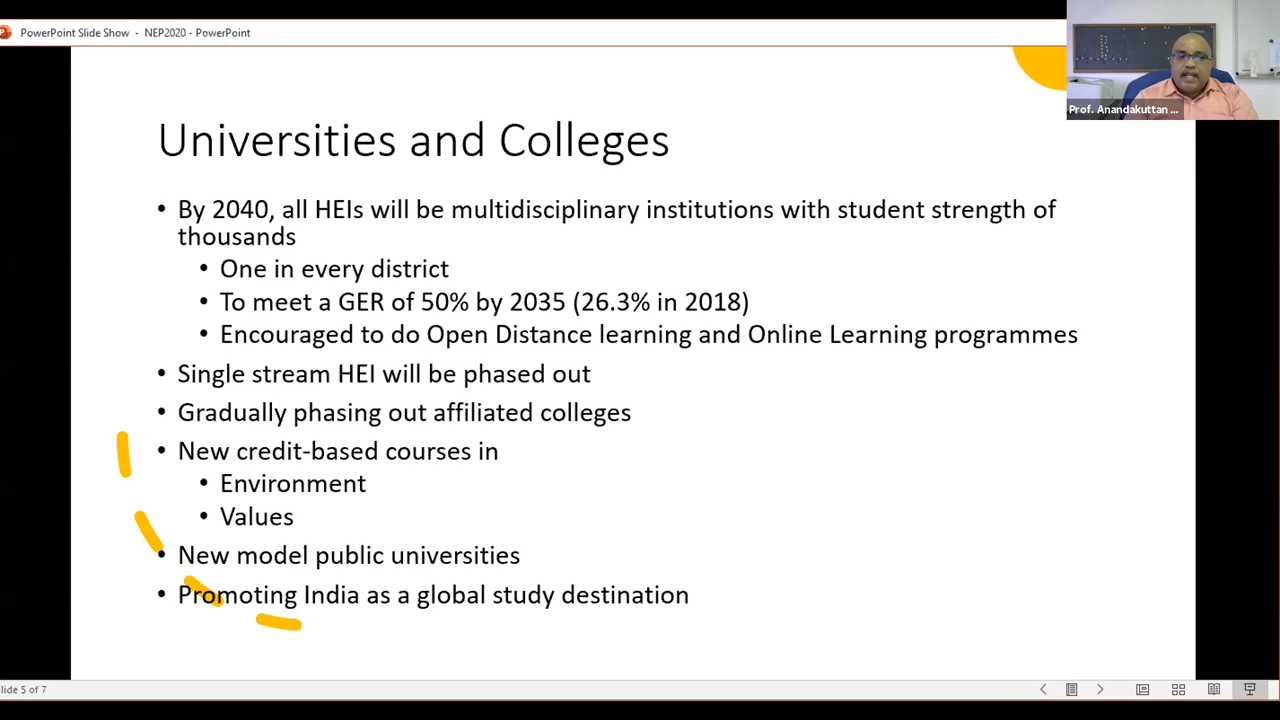 PowerPoint Slide Show - NEP2020 - PowerPoint
Prof. Anandakuttan ...
Universities and Colleges
• By 2040, all HEIs will be multidisciplinary institutions with student strength of
thousands
• One in every district
• To meet a GER of 50% by 2035 (26.3% in 2018)
• Encouraged to do Open Distance learning and Online Learning programmes
• Single stream HEI will be phased out
• Gradually phasing out affiliated colleges
• New credit-based courses in
• Environment
• Values
• New model public universities
• Promoting India as a global study destination
lide 5 of 7